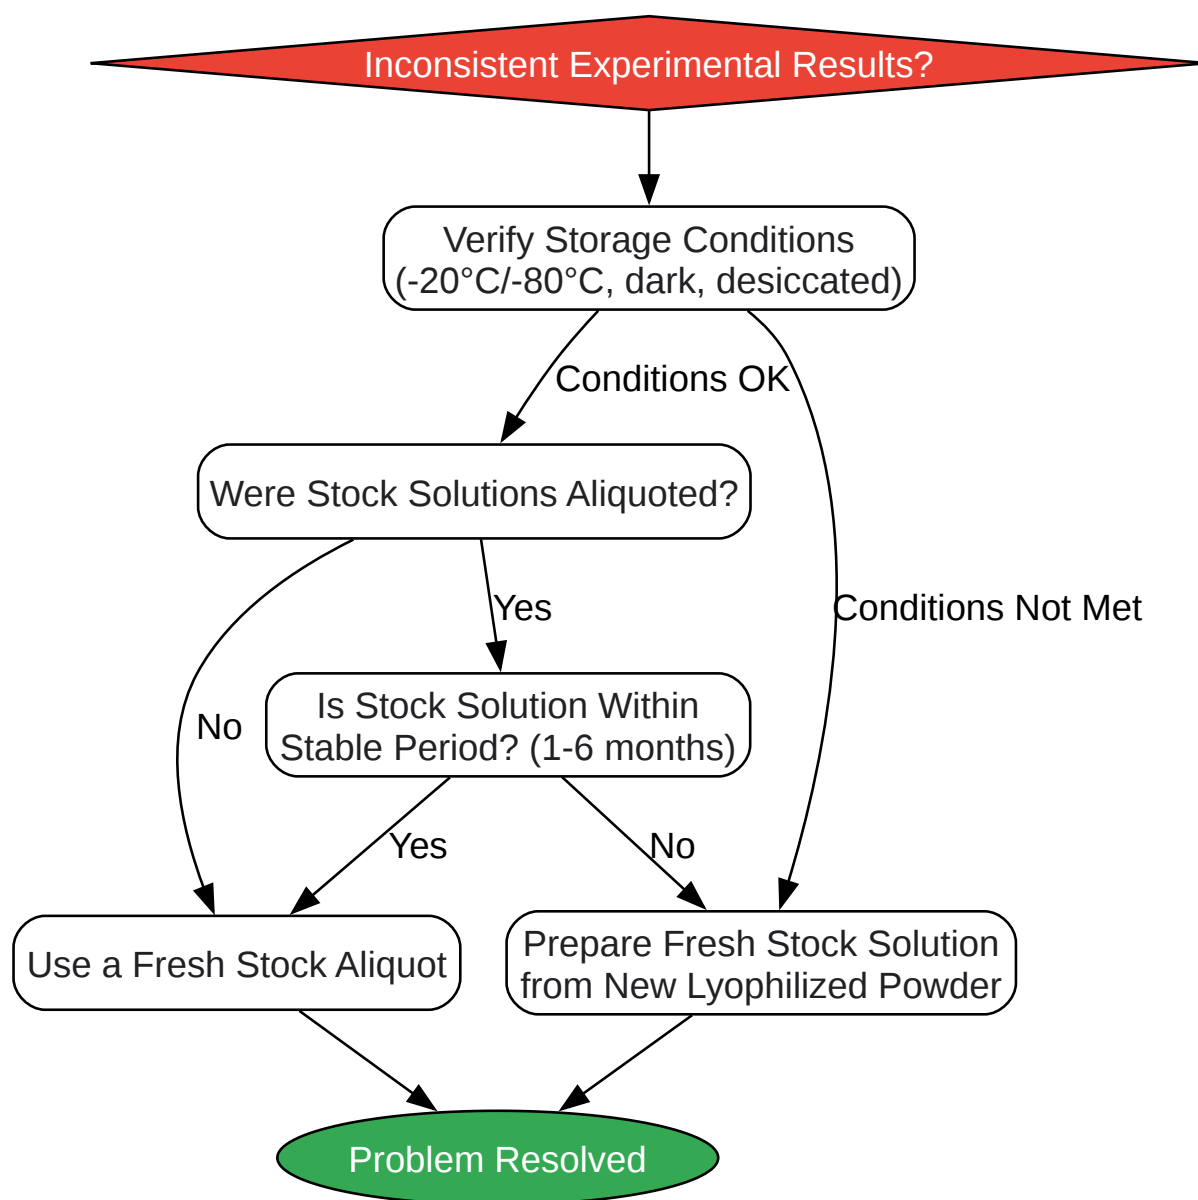 Inconsistent Experimental Results?
Verify Storage Conditions
(-20°C/-80°C, dark, desiccated)
Conditions OK
Were Stock Solutions Aliquoted?
Yes
Conditions Not Met
Is Stock Solution Within
Stable Period? (1-6 months)
No
Yes
No
Use a Fresh Stock Aliquot
Prepare Fresh Stock Solution
from New Lyophilized Powder
Problem Resolved